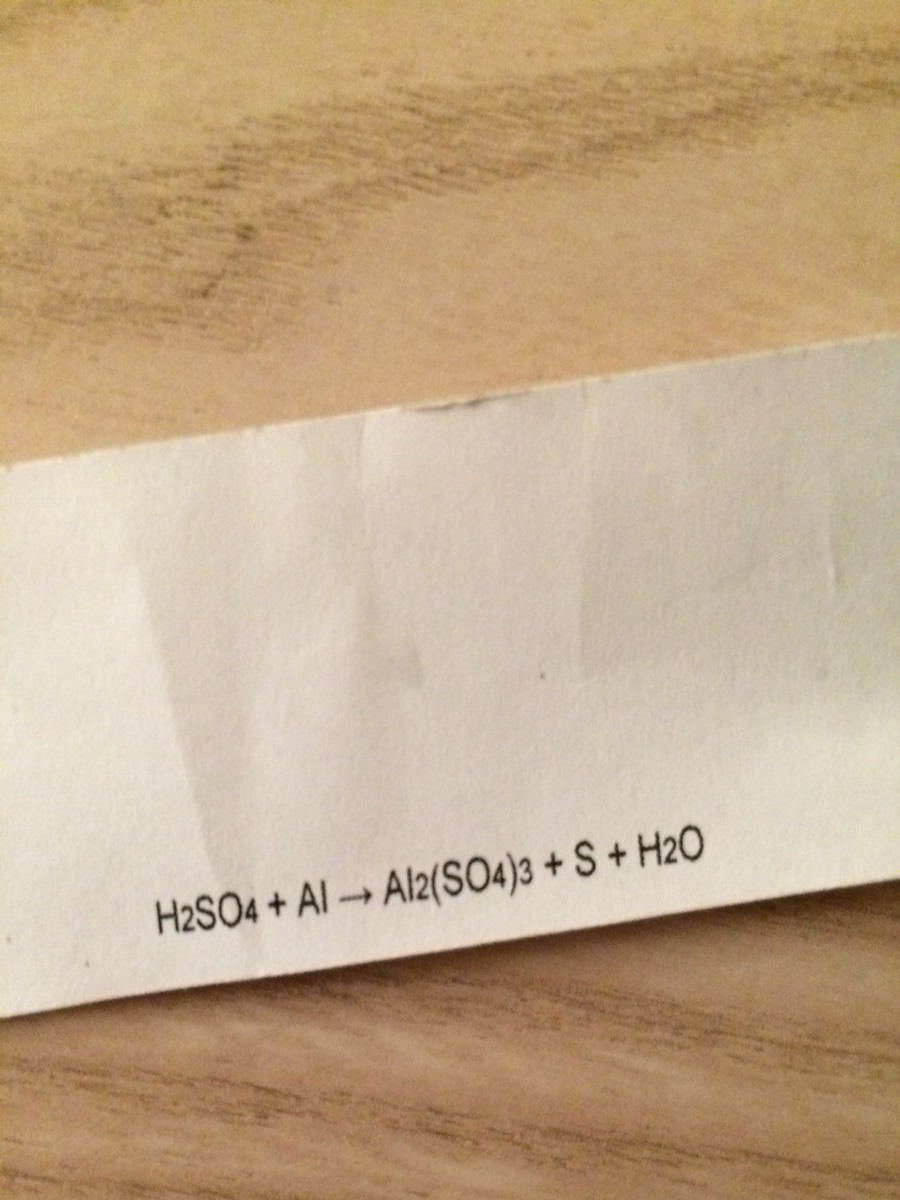 H2SO4 + Al → Al2(SO4)3 + S + H2O